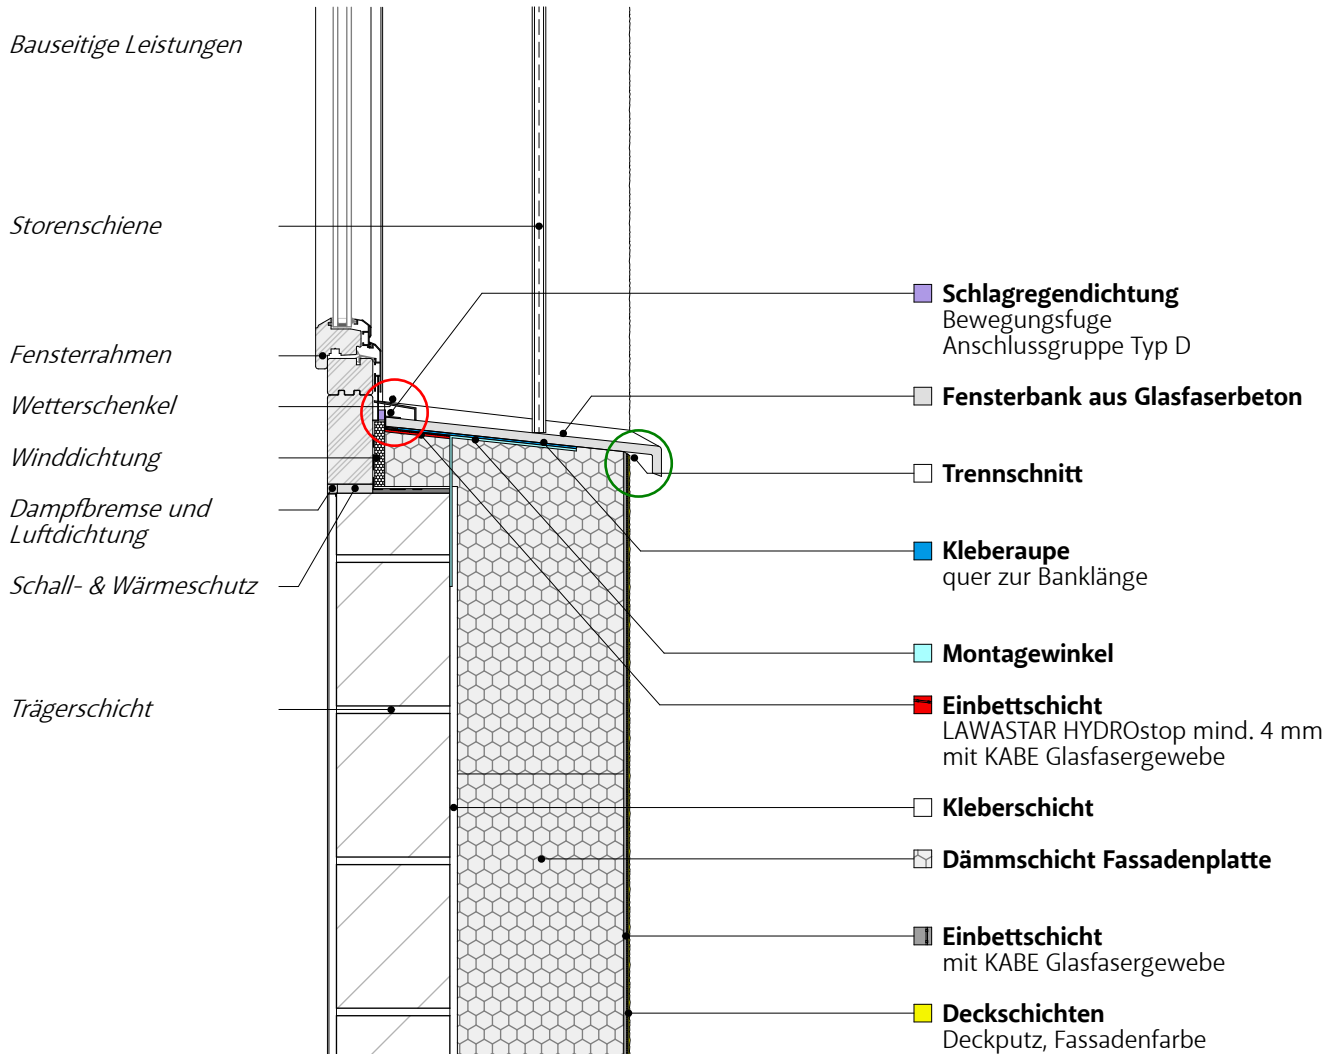 Bauseitige Leistungen
Storenschiene
Fensterrahmen
Wetterschenkel
Winddichtung
Dampfbremse und
Luftdichtung
Schall- & Wärmeschutz
Trägerschicht
Schlagregendichtung
Bewegungsfuge
Anschlussgruppe Typ D
Fensterbank aus Glasfaserbeton
Trennschnitt
Kleberaupe
quer zur Banklänge
Montagewinkel
Einbettschicht
LAWASTAR HYDROstop mind. 4 mm
mit KABE Glasfasergewebe
Kleberschicht
Dämmschicht Fassadenplatte
Einbettschicht
mit KABE Glasfasergewebe
Deckschichten
Deckputz, Fassadenfarbe